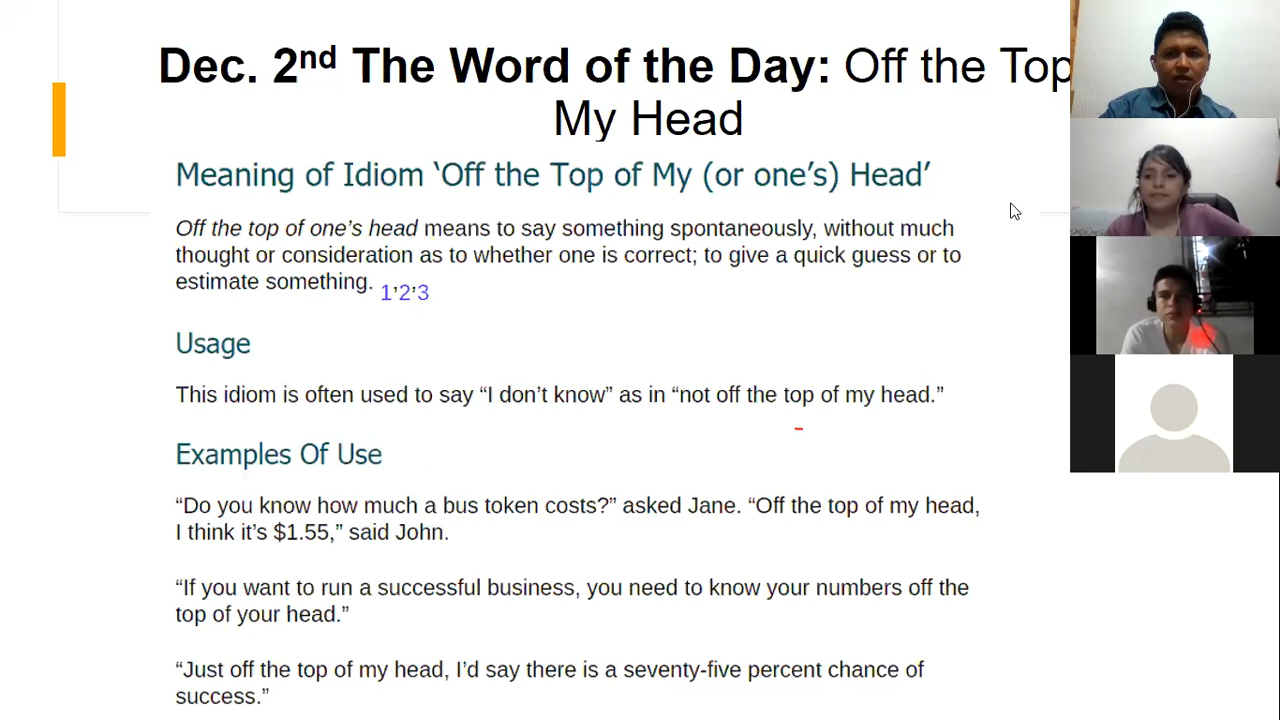 Dec. 2nd The Word of the Day: Off the Top
My Head
Meaning of Idiom ‘Off the Top of My (or one’s) Head’
Off the top of one’s head means to say something spontaneously, without much
thought or consideration as to whether one is correct; to give a quick guess or to
estimate something. 1,2,3
Usage
This idiom is often used to say “I don’t know” as in “not off the top of my head.”
Examples Of Use
“Do you know how much a bus token costs?” asked Jane. “Off the top of my head,
I think it’s $1.55,” said John.
“If you want to run a successful business, you need to know your numbers off the
top of your head.”
“Just off the top of my head, I’d say there is a seventy-five percent chance of
success.”